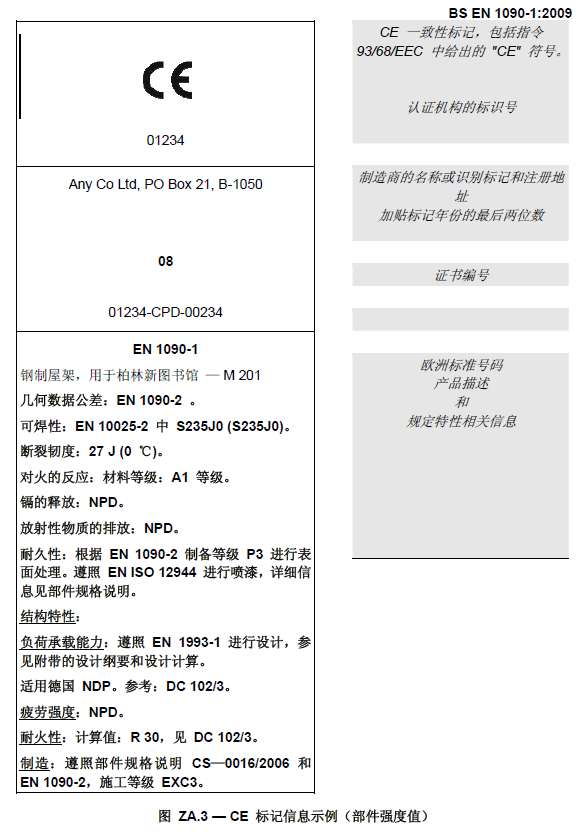 BS EN 1090-1:2009
CE
01234
Any Co Ltd, PO Box 21, B-1050
08
01234-CPD-00234
EN 1090-1
钢制屋架，用于柏林新图书馆 — M 201
几何数据公差：EN 1090-2 。
可焊性：EN 10025-2 中 S235J0 (S235J0)。
断裂韧度：27 J (0 ℃)。
对火的反应：材料等级：A1 等级。
镉的释放：NPD。
放射性物质的排放：NPD。
耐久性：根据 EN 1090-2 制备等级 P3 进行表
面处理。遵照 EN ISO 12944 进行喷漆，详细信
息见部件规格说明。
结构特性：
负荷承载能力：遵照 EN 1993-1 进行设计，参
见附带的设计纲要和设计计算。
适用德国 NDP。参考：DC 102/3。
疲劳强度：NPD。
耐火性：计算值：R 30，见 DC 102/3。
制造：遵照部件规格说明 CS—0016/2006 和
EN 1090-2，施工等级 EXC3。
CE 一致性标记，包括指令
93/68/EEC 中给出的 "CE" 符号。
认证机构的标识号
制造商的名称或识别标记和注册地
址
加贴标记年份的最后两位数
证书编号
欧洲标准号码
产品描述
和
规定特性相关信息
图 ZA.3 — CE 标记信息示例（部件强度值）